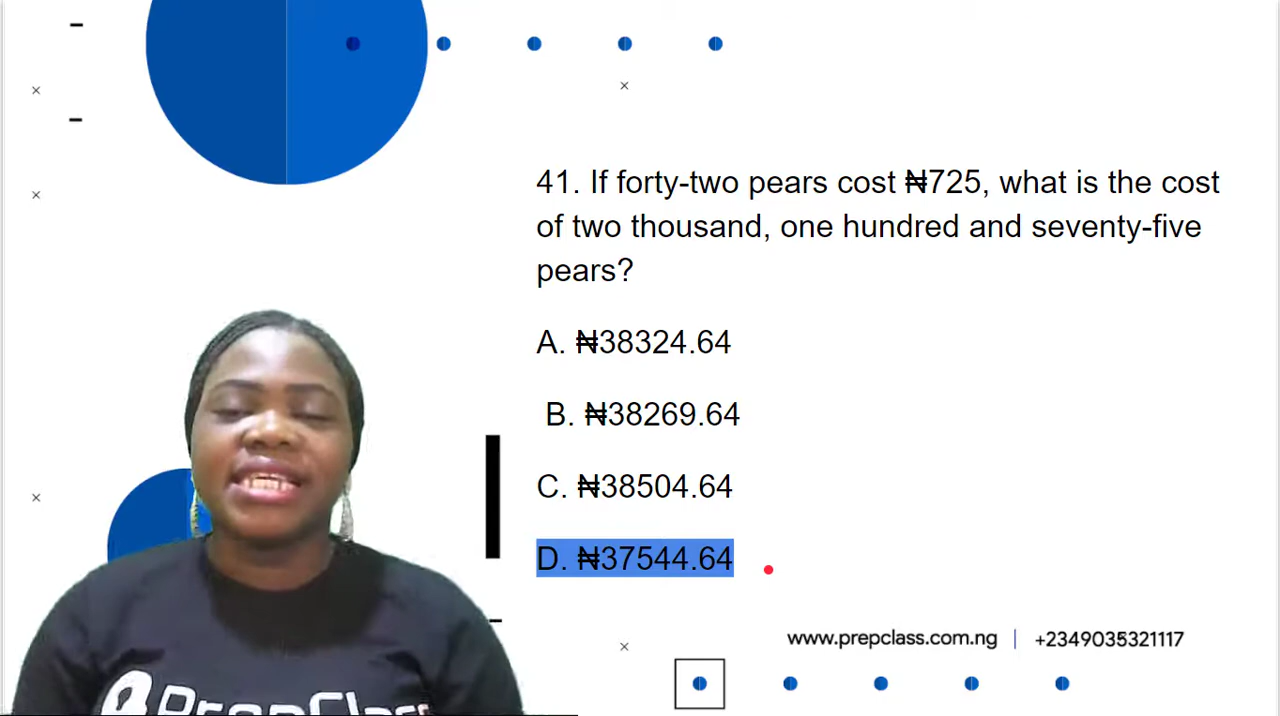 41. If forty-two pears cost ₦725, what is the cost
of two thousand, one hundred and seventy-five
pears?
A. ₦38324.64
B. ₦38269.64
C. ₦38504.64
D. ₦37544.64
www.prepclass.com.ng | +2349035321117
PrepClass